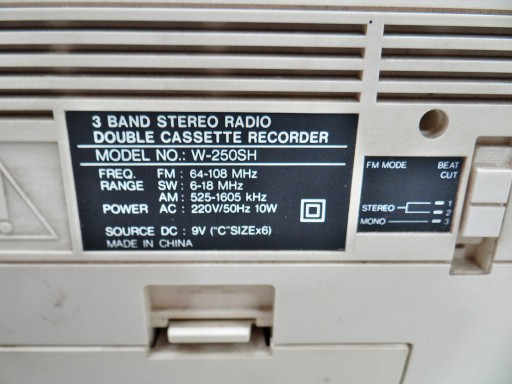 3 BAND STEREO RADIO
DOUBLE CASSETTE RECORDER
MODEL NO.: W-250SH
FREQ. FM : 64-108 MHz
RANGE SW : 6-18 MHz
AM : 525-1605 kHz
POWER AC : 220V/50Hz 10W
SOURCE DC : 9V ("C"SIZEx6)
MADE IN CHINA
FM MODE BEAT
CUT
STEREO 1
2
MONO 3